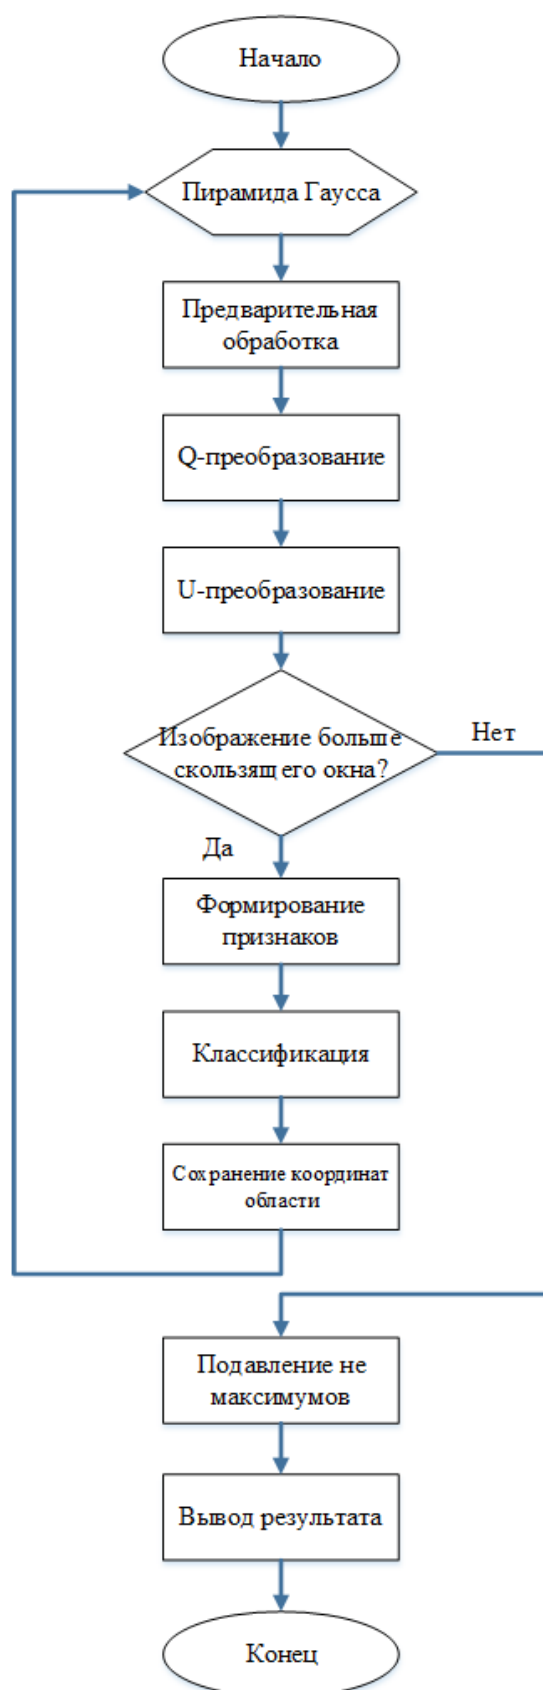 Начало
Пирамида Гаусса
Предварительная
обработка
Q-преобразование
U-преобразование
Изображение больше
скользящего окна?
Нет
Да
Формирование
признаков
Классификация
Сохранение координат
области
Подавление не
максимумов
Вывод результата
Конец